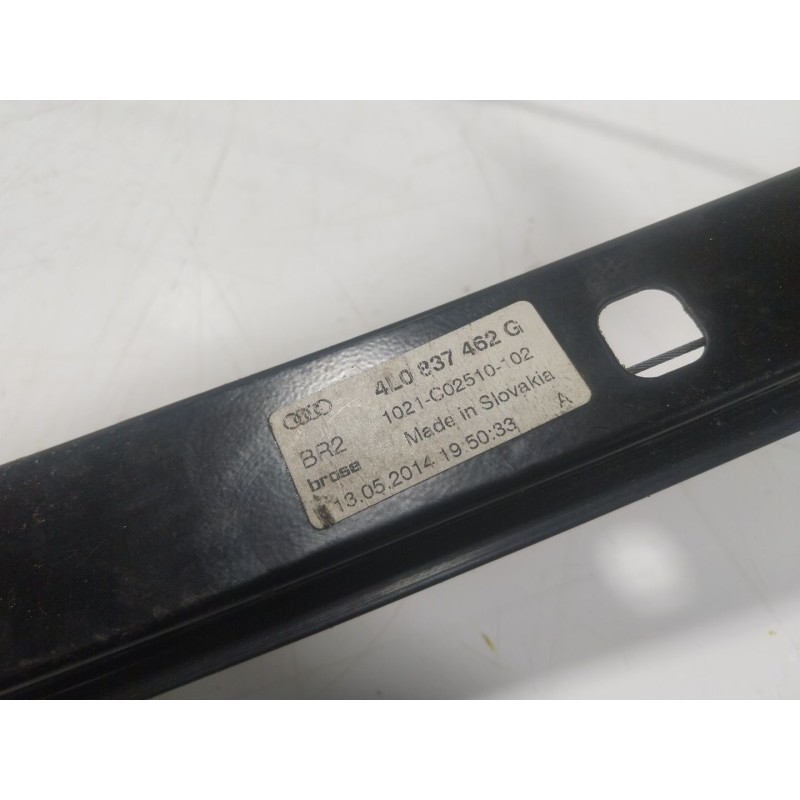 4L0 837 462 G
1021-C02510-102
BR2 Made in Slovakia
brose A
13.05.2014 19:50:33